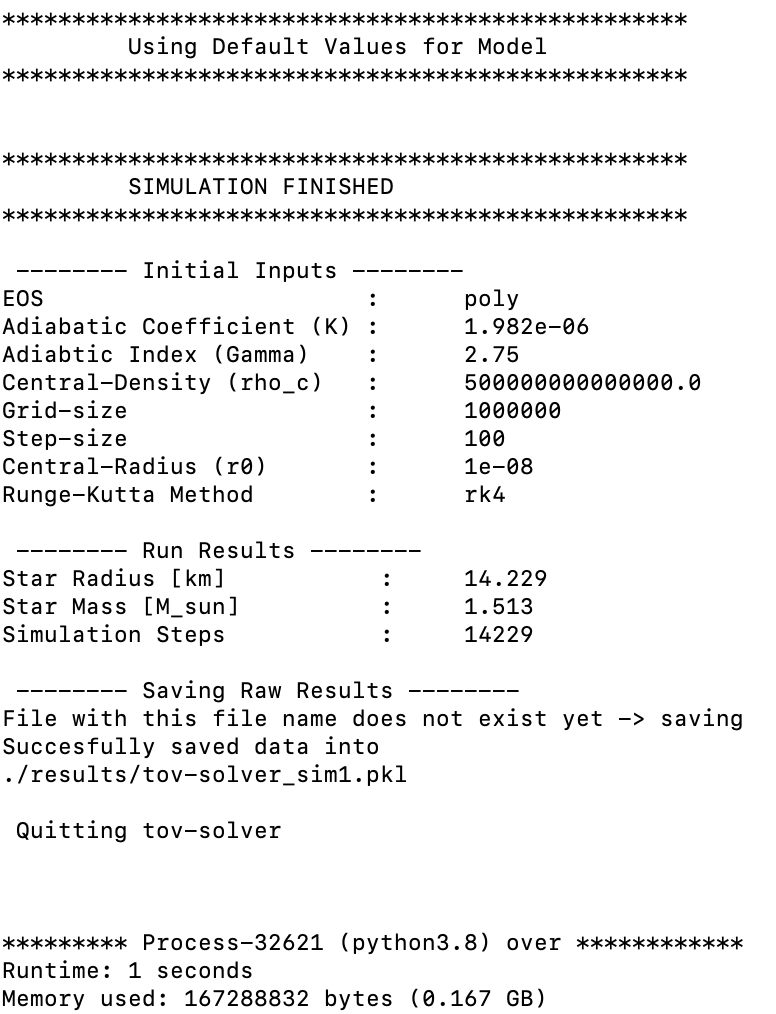 *************************************************
         Using Default Values for Model
*************************************************
*************************************************
         SIMULATION FINISHED
*************************************************
 -------- Initial Inputs --------
EOS                       :      poly
Adiabatic Coefficient (K) :      1.982e-06
Adiabtic Index (Gamma)    :      2.75
Central-Density (rho_c)   :      500000000000000.0
Grid-size                 :      1000000
Step-size                 :      100
Central-Radius (r0)       :      1e-08
Runge-Kutta Method        :      rk4
 -------- Run Results --------
Star Radius [km]           :     14.229
Star Mass [M_sun]          :     1.513
Simulation Steps           :     14229
 -------- Saving Raw Results --------
File with this file name does not exist yet -> saving
Succesfully saved data into
./results/tov-solver_sim1.pkl
 Quitting tov-solver
********* Process-32621 (python3.8) over ************
Runtime: 1 seconds
Memory used: 167288832 bytes (0.167 GB)